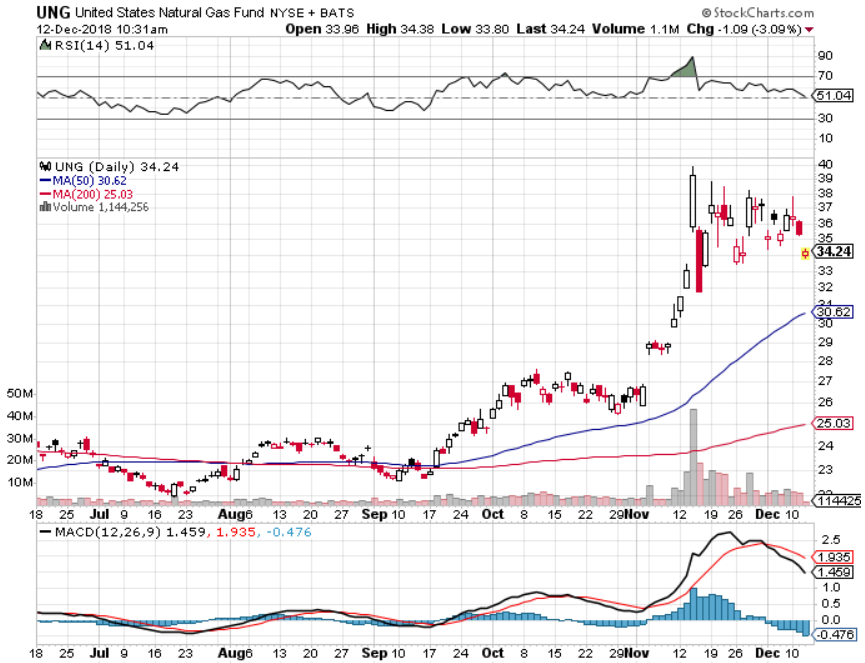 UNG United States Natural Gas Fund NYSE + BATS © StockCharts.com
12-Dec-2018 10:31am Open 33.96 High 34.38 Low 33.80 Last 34.24 Volume 1.1M Chg -1.09 (-3.09%)
RSI(14) 51.04
90
70
51.04
30
10
UNG (Daily) 34.24
MA(50) 30.62
MA(200) 25.03
Volume 1,144,256
40
39
38
37
36
35
34.24
33
32
31
30.62
30
29
28
27
26
25.03
24
23
22
50M
40M
30M
20M
10M
114425
18 25 Jul 9 16 23 Aug 6 13 20 27 Sep 10 17 24 Oct 8 15 22 29 Nov 12 19 26 Dec 10
MACD(12,26,9) 1.459, 1.935, -0.476
2.5
1.935
1.459
1.0
0.5
0.0
-0.476
18 25 Jul 9 16 23 Aug 6 13 20 27 Sep 10 17 24 Oct 8 15 22 29 Nov 12 19 26 Dec 10